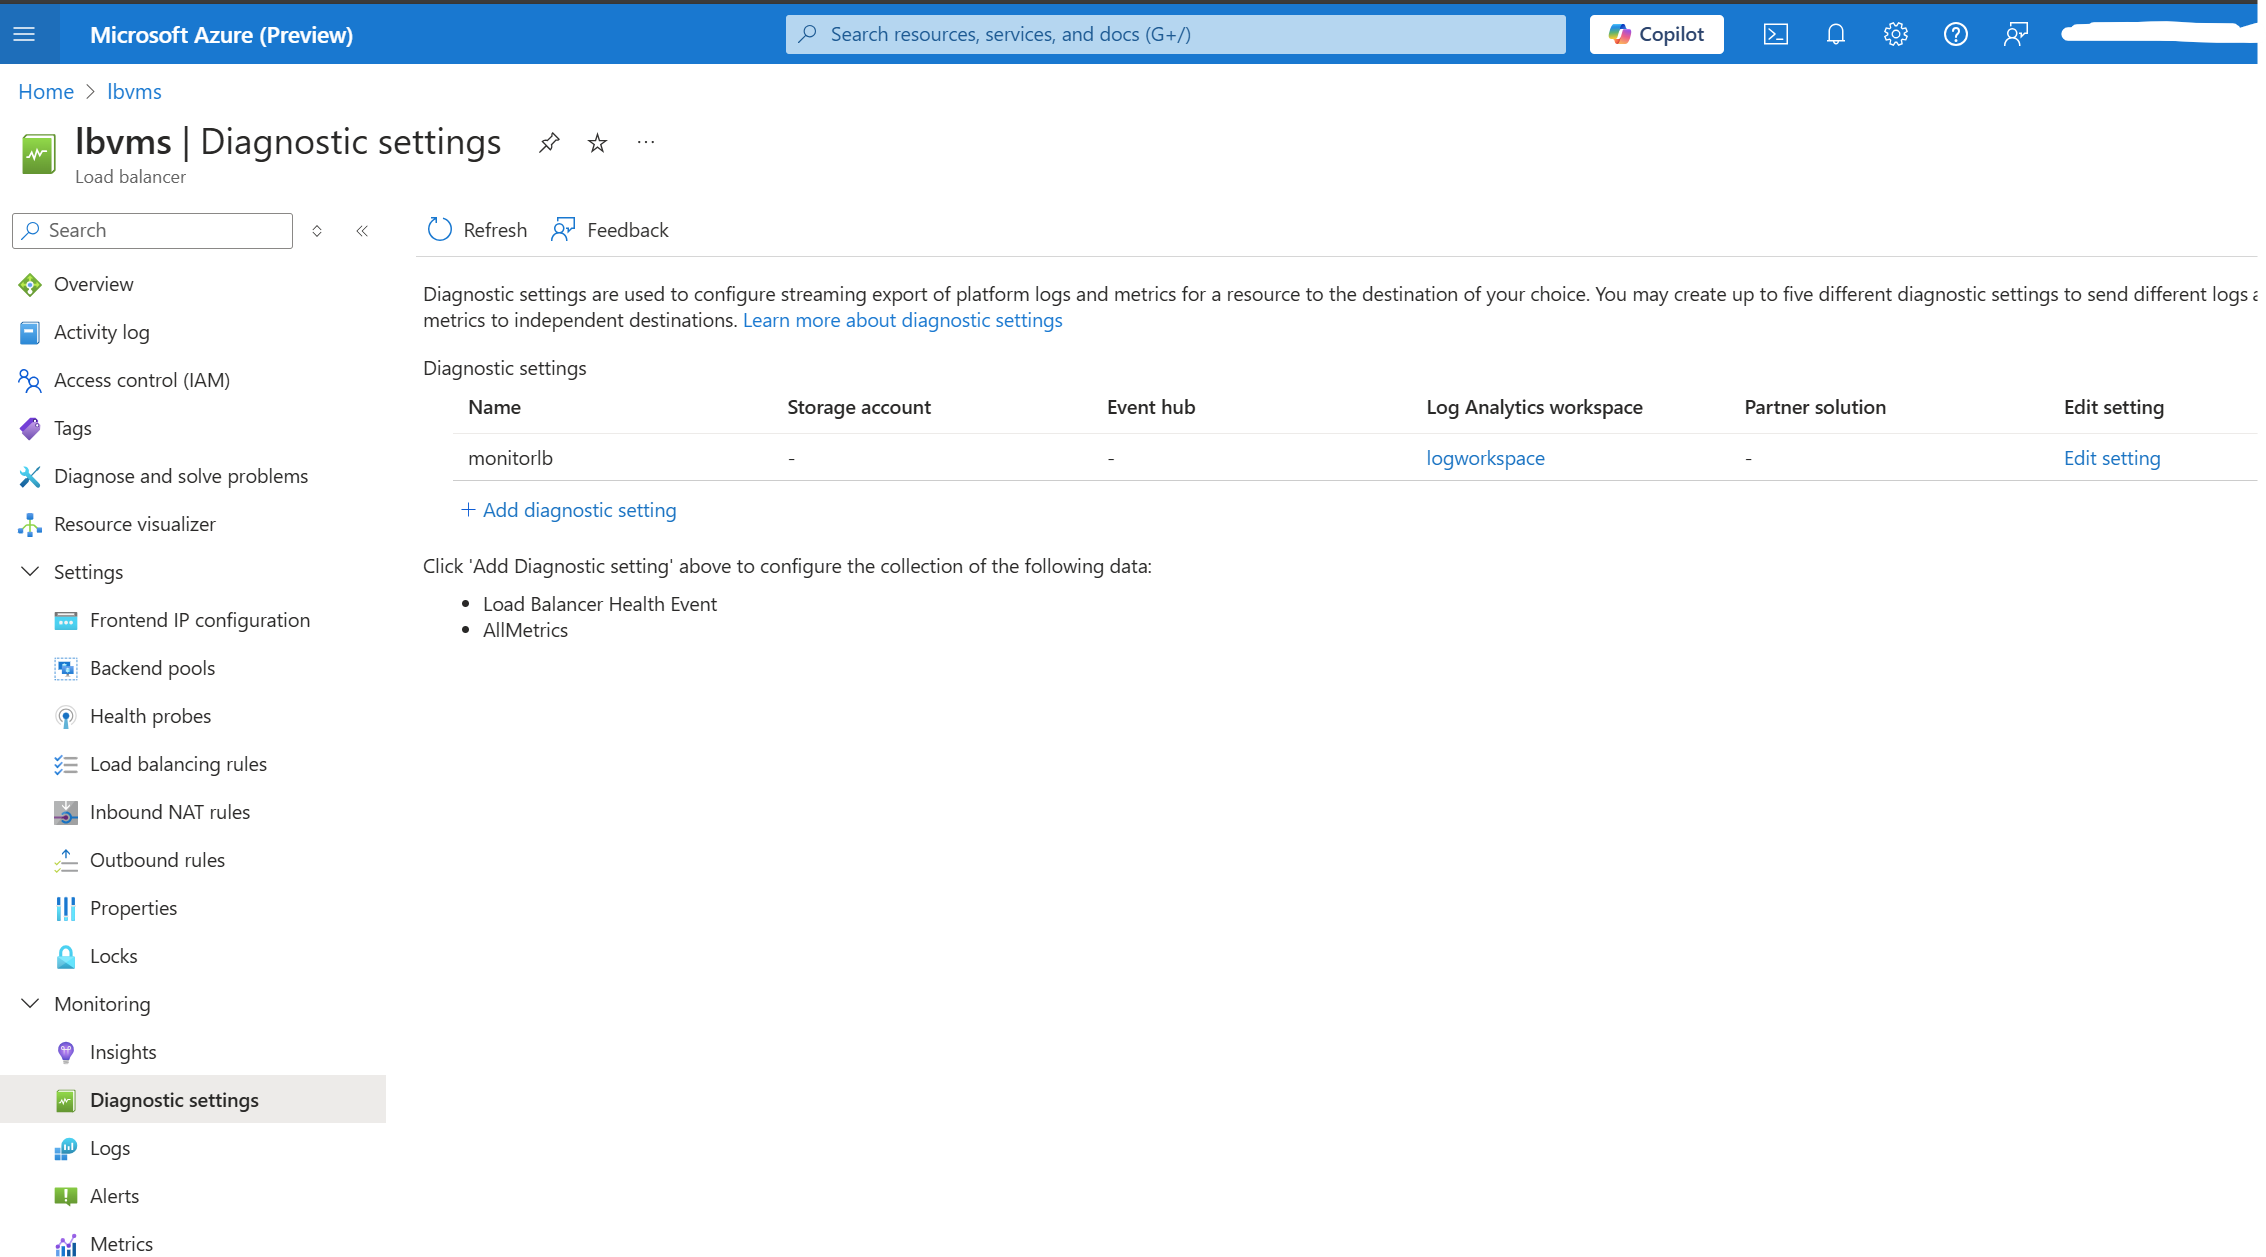 Microsoft Azure (Preview)
Search resources, services, and docs (G+/)
Copilot
Home > lbvms
lbvms | Diagnostic settings
Load balancer
Search
Refresh
Feedback
Overview
Activity log
Access control (IAM)
Tags
Diagnose and solve problems
Resource visualizer
Settings
Frontend IP configuration
Backend pools
Health probes
Load balancing rules
Inbound NAT rules
Outbound rules
Properties
Locks
Monitoring
Insights
Diagnostic settings
Logs
Alerts
Metrics
Diagnostic settings are used to configure streaming export of platform logs and metrics for a resource to the destination of your choice. You may create up to five different diagnostic settings to send different logs
metrics to independent destinations. Learn more about diagnostic settings
Diagnostic settings
Name Storage account Event hub Log Analytics workspace Partner solution Edit setting
monitorlb - - logworkspace - Edit setting
+ Add diagnostic setting
Click 'Add Diagnostic setting' above to configure the collection of the following data:
• Load Balancer Health Event
• AllMetrics